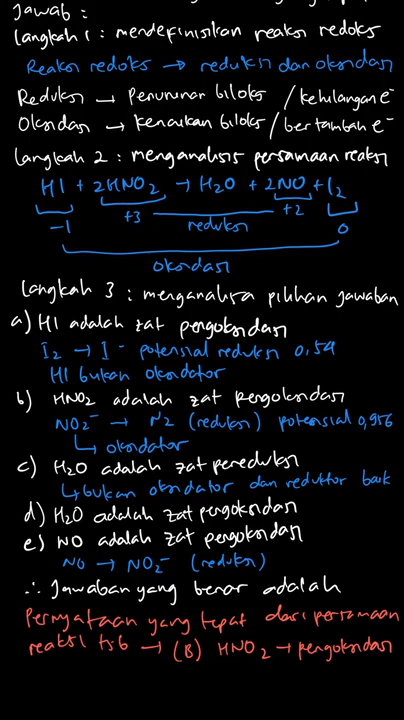 Jawab :
Langkah 1 : mendefinisikan reaksi redoks
Reaksi redoks → reduksi dan oksidasi
Reduksi → Penurunan biloks / kehilangan e⁻
Oksidasi → Kenaikan biloks / bertambah e⁻
Langkah 2 : menganalisis persamaan reaksi
HI + 2HNO₂ → H₂O + 2NO + I₂
+3 reduksi +2
-1 0
oksidasi
Langkah 3 : menganalisa pilihan jawaban
a) HI adalah zat pengoksidasi
I₂ → I⁻ potensial reduksi 0,54
HI bukan oksidator
b) HNO₂ adalah zat pengoksidasi
NO₂⁻ → N₂ (reduksi) potensial 0,956
↳ oksidator
c) H₂O adalah zat pereduksi
↳ bukan oksidator dan reduktor baik
d) H₂O adalah zat pengoksidasi
e) NO adalah zat pengoksidasi
NO → NO₂⁻ (reduksi)
∴ Jawaban yang benar adalah
Pernyataan yang tepat dari persamaan
reaksi tsb → (B) HNO₂ → pengoksidasi